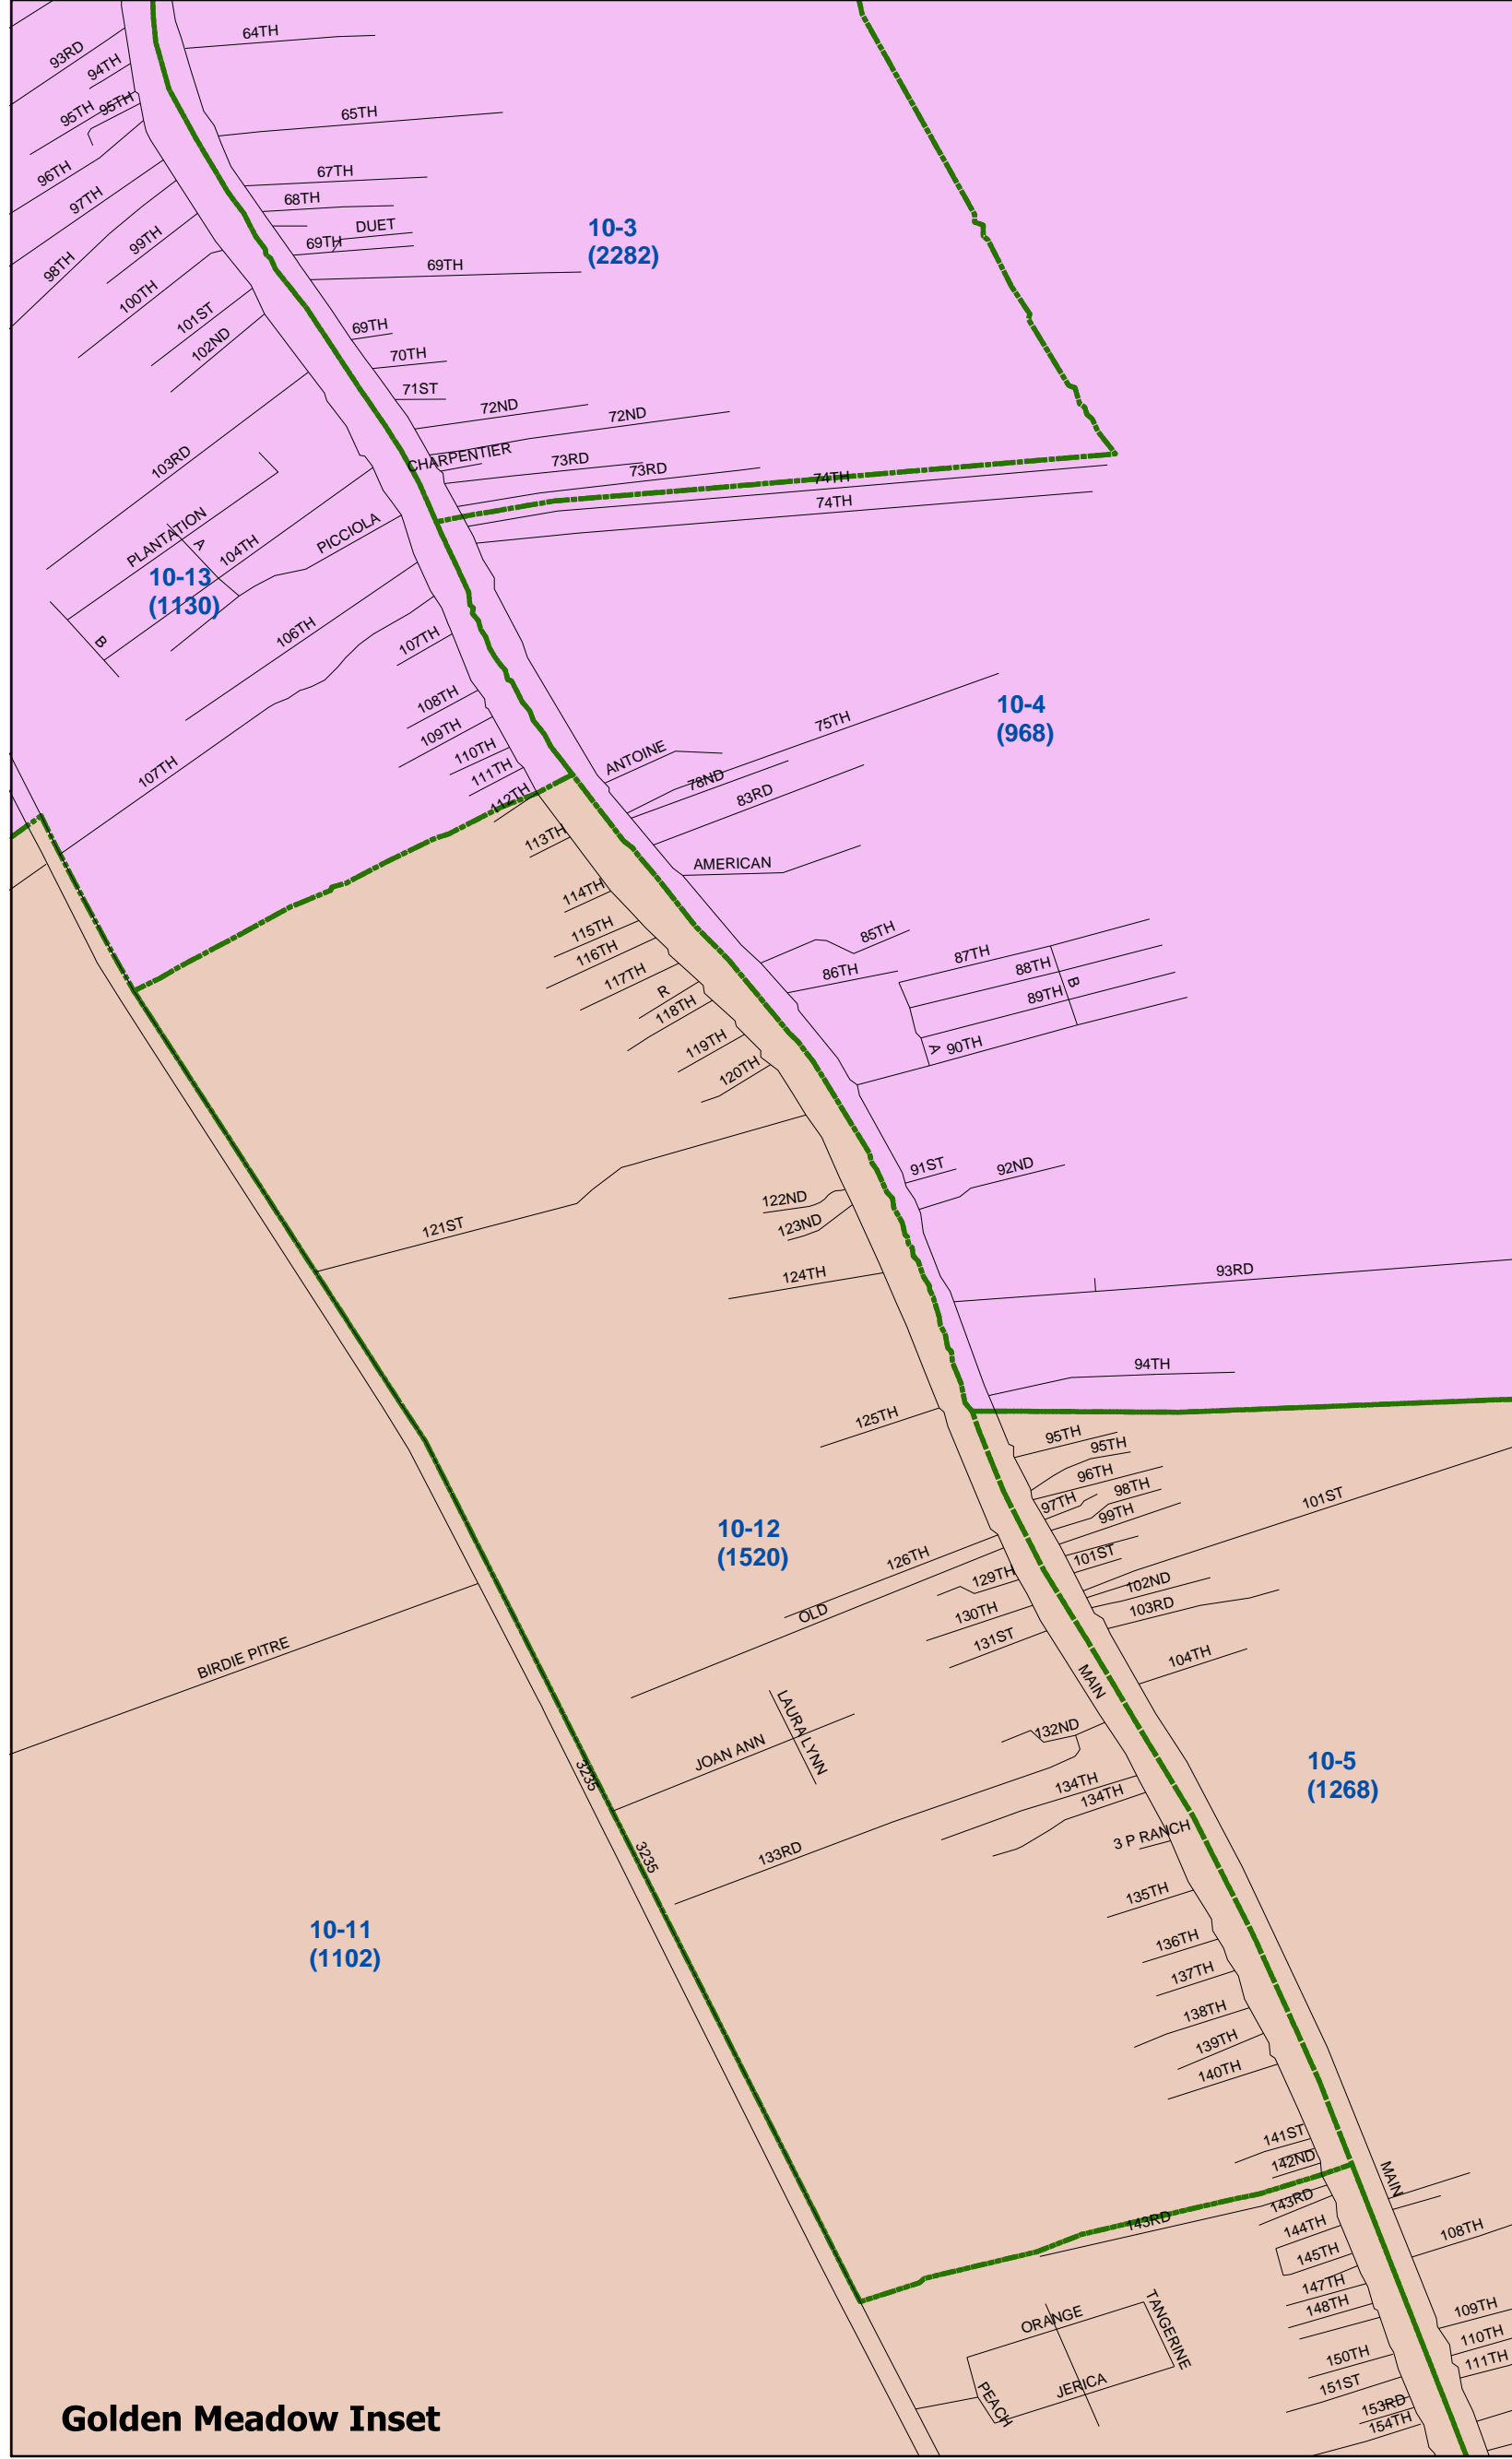 64TH
93RD
94TH
95TH
95TH
65TH
96TH
67TH
97TH
68TH
10-3
(2282)
DUET
99TH
69TH
98TH
69TH
100TH
101ST
69TH
102ND
70TH
71ST
72ND
72ND
CHARPENTIER
103RD
73RD
73RD
74TH
74TH
PLANTATION
A
104TH
PICCIOLA
10-13
(1130)
B
106TH
107TH
108TH
10-4
(968)
75TH
109TH
110TH
ANTOINE
107TH
111TH
78ND
112TH
83RD
113TH
AMERICAN
114TH
115TH
85TH
116TH
87TH
117TH
86TH
88TH
B
R
89TH
118TH
119TH
A
90TH
120TH
91ST
92ND
122ND
121ST
123ND
124TH
93RD
94TH
125TH
95TH
95TH
96TH
98TH
97TH
99TH
101ST
10-12
(1520)
126TH
101ST
129TH
102ND
OLD
130TH
103RD
131ST
BIRDIE PITRE
104TH
MAIN
LAURA LYNN
132ND
JOAN ANN
10-5
(1268)
3235
134TH
134TH
3 P RANCH
133RD
3235
135TH
10-11
(1102)
136TH
137TH
138TH
139TH
140TH
141ST
142ND
MAIN
143RD
143RD
144TH
108TH
145TH
147TH
148TH
109TH
ORANGE
TANGERINE
110TH
150TH
111TH
151ST
JERICA
PEACH
153RD
154TH
Golden Meadow Inset